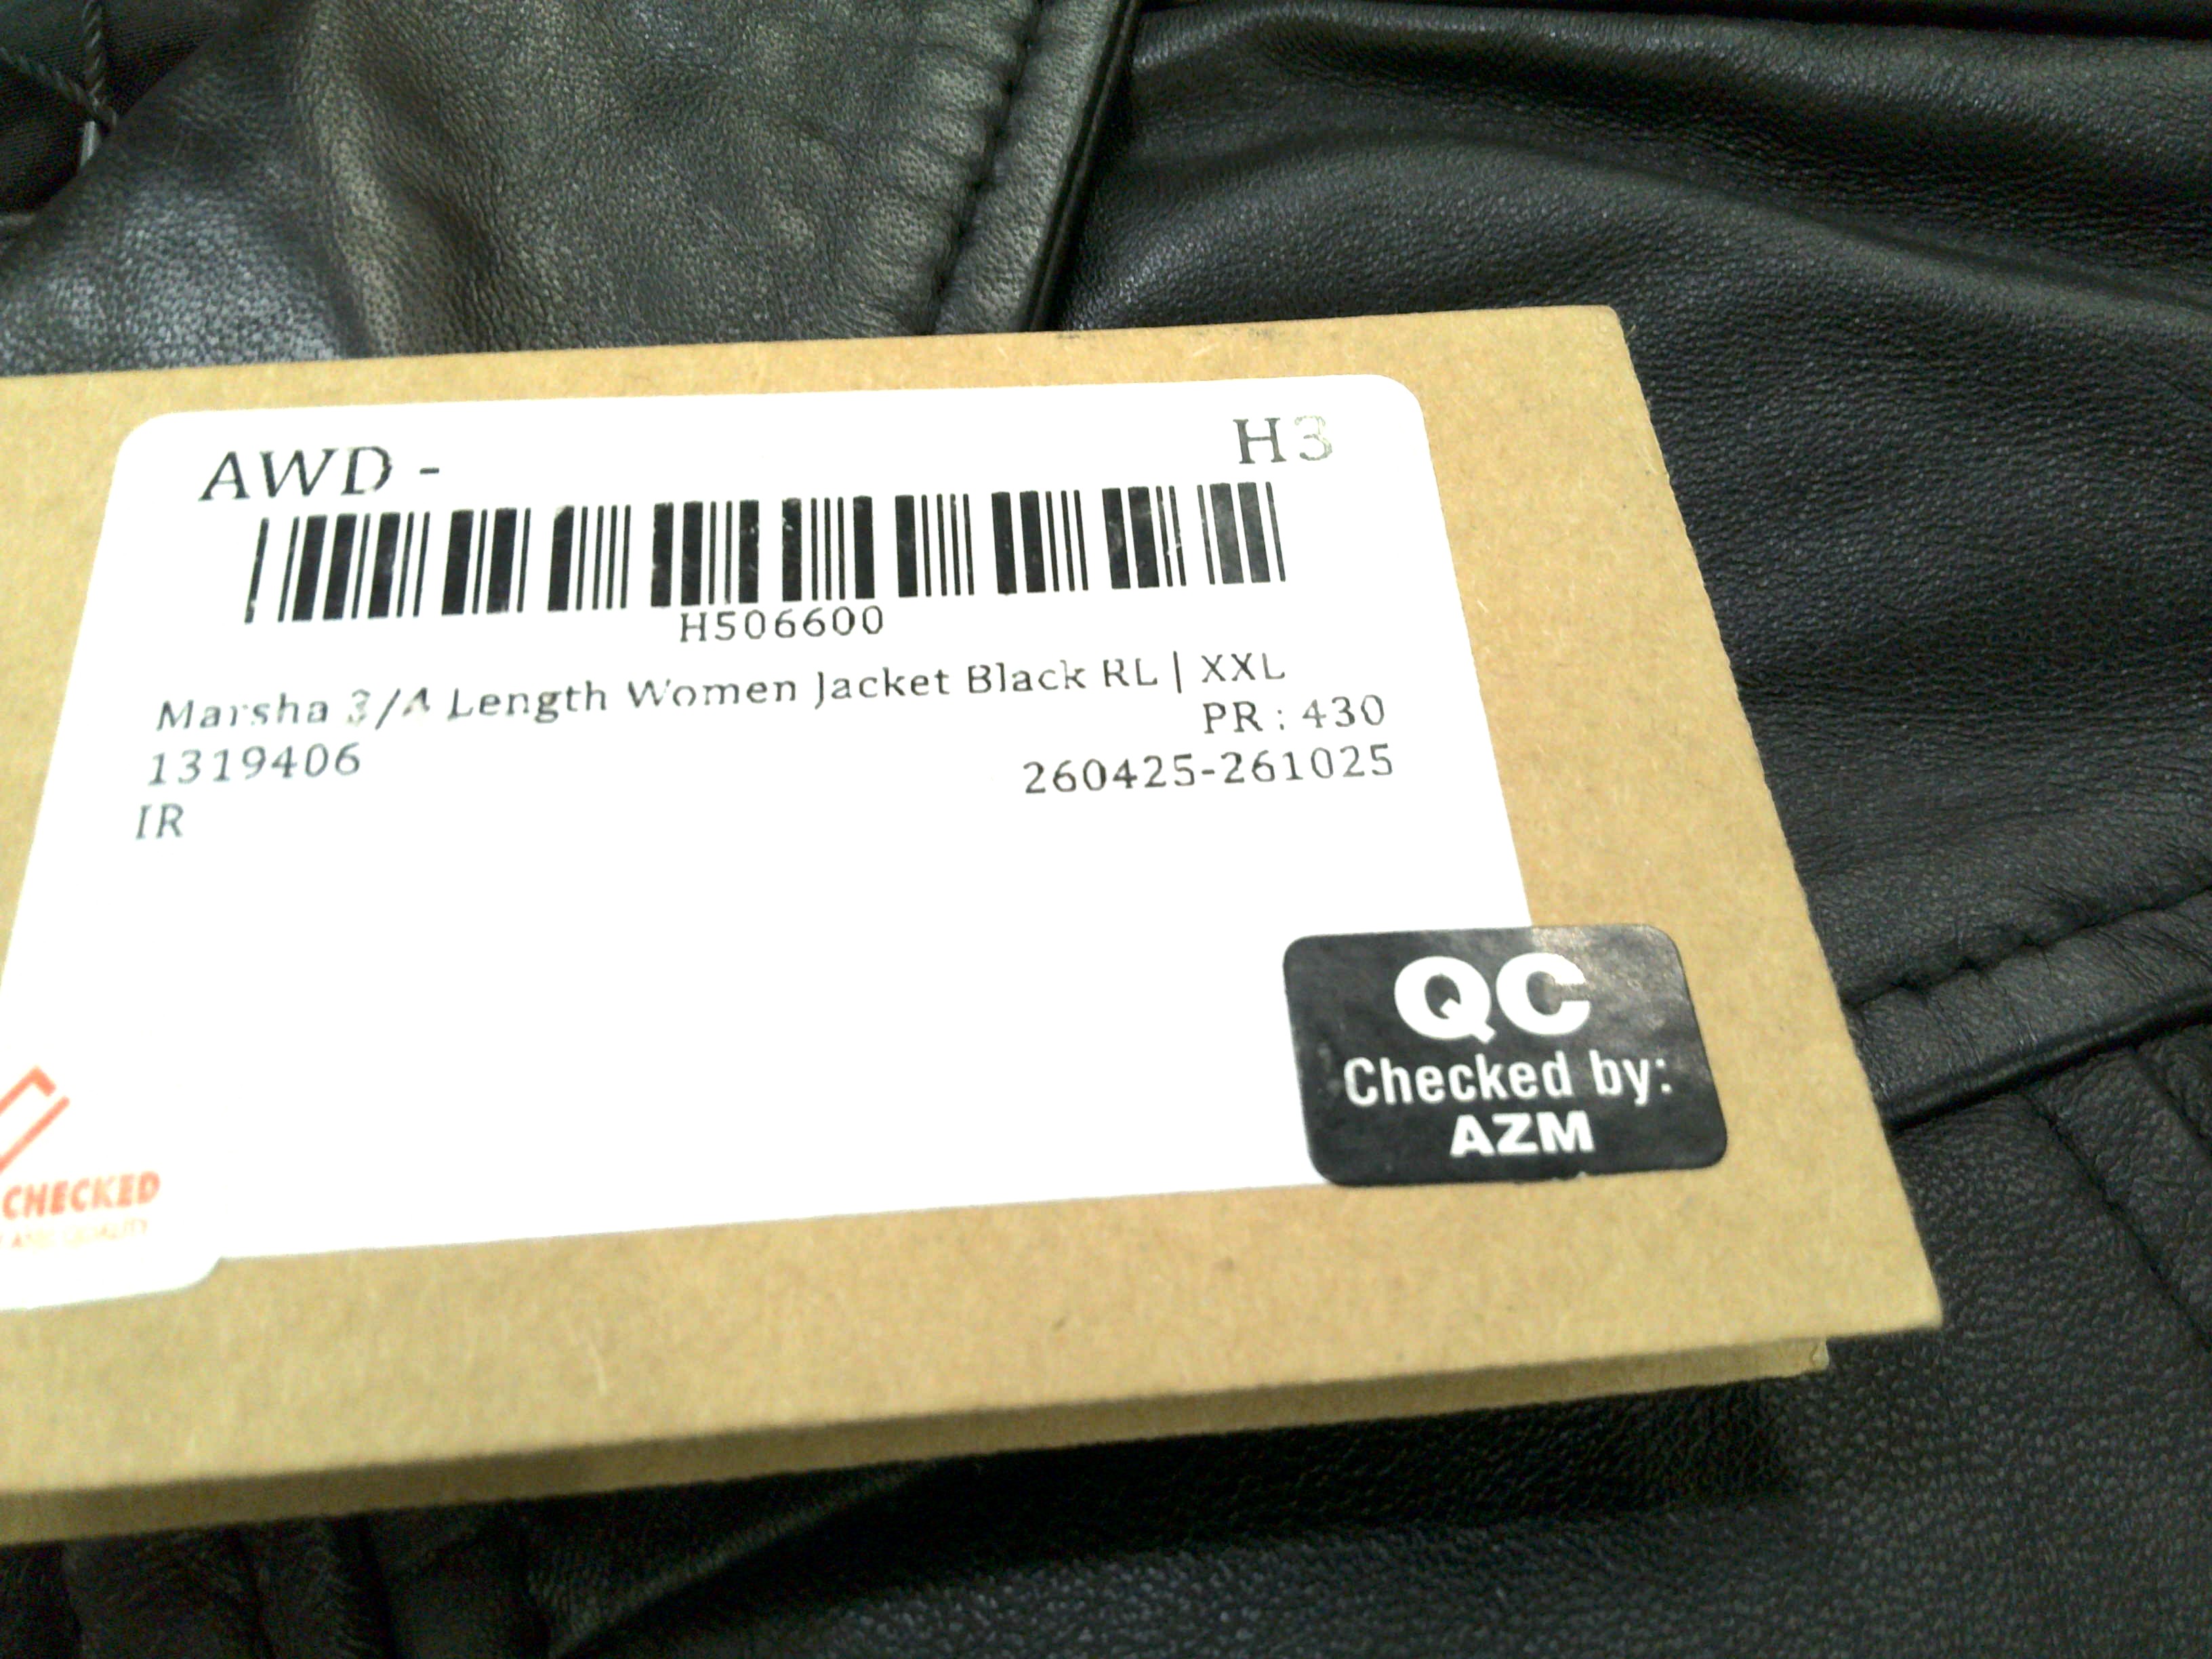 AWD - H3
H506600
Marsha 3/4 Length Women Jacket Black RL | XXL
PR : 430
1319406 260425-261025
IR
QC
Checked by:
AZM
CHECKED
QUALITY